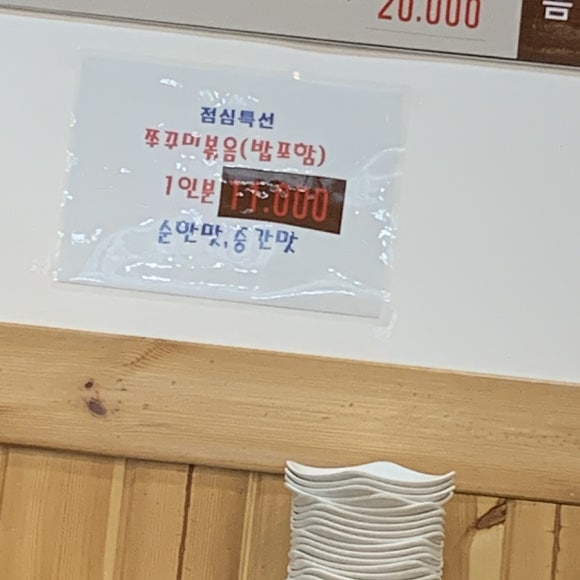 20.000
음
점심특선
쭈꾸미볶음(밥포함)
1인분 11.000
순한맛,중간맛